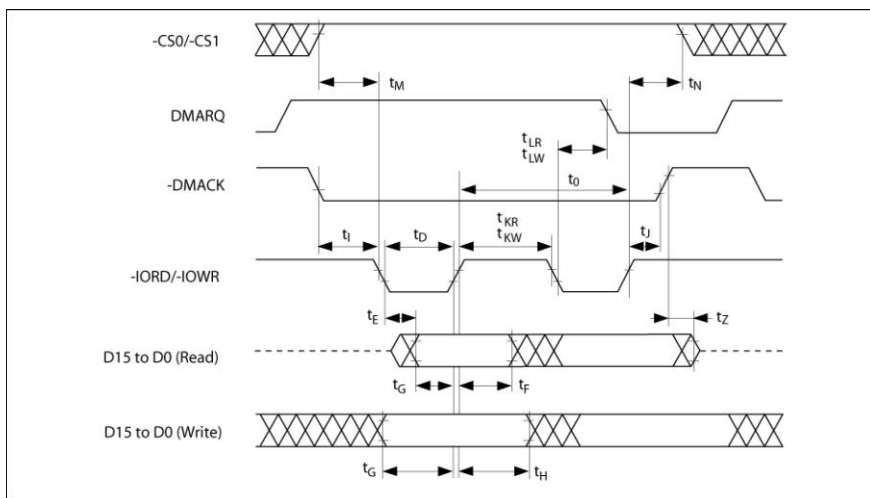 -CS0/-CS1
tM
tN
DMARQ
tLR
tLW
-DMACK
t0
tKR
tKW
tI
tD
tJ
-IORD/-IOWR
tE
tZ
D15 to D0 (Read)
tG
tF
D15 to D0 (Write)
tG
tH